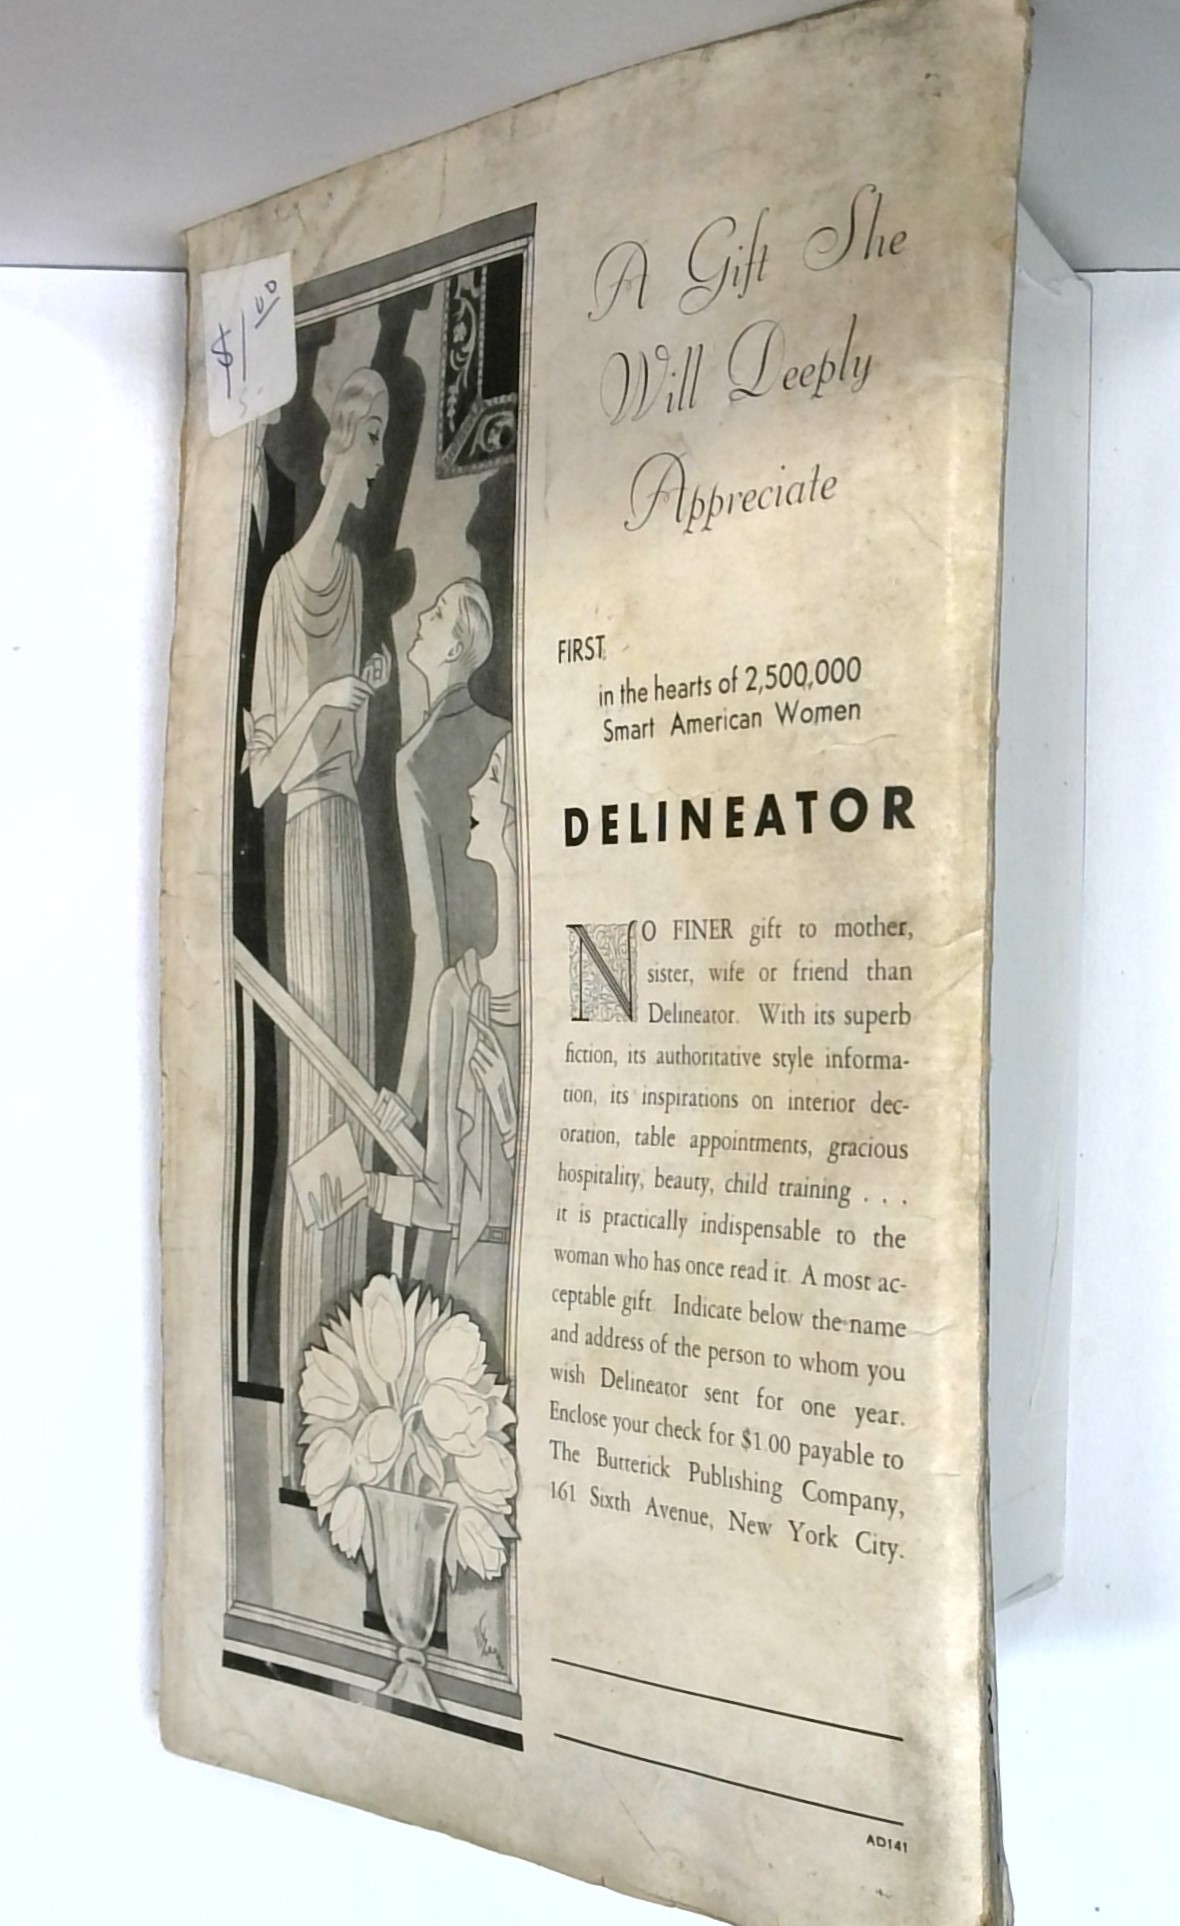 $1.00
A Gift She
Will Deeply
Appreciate
FIRST
in the hearts of 2,500,000
Smart American Women
DELINEATOR
NO FINER gift to mother,
sister, wife or friend than
Delineator. With its superb
fiction, its authoritative style informa-
tion, its inspirations on interior dec-
oration, table appointments, gracious
hospitality, beauty, child training . . .
it is practically indispensable to the
woman who has once read it. A most ac-
ceptable gift. Indicate below the name
and address of the person to whom you
wish Delineator sent for one year.
Enclose your check for $1.00 payable to
The Butterick Publishing Company,
161 Sixth Avenue, New York City.
AD141